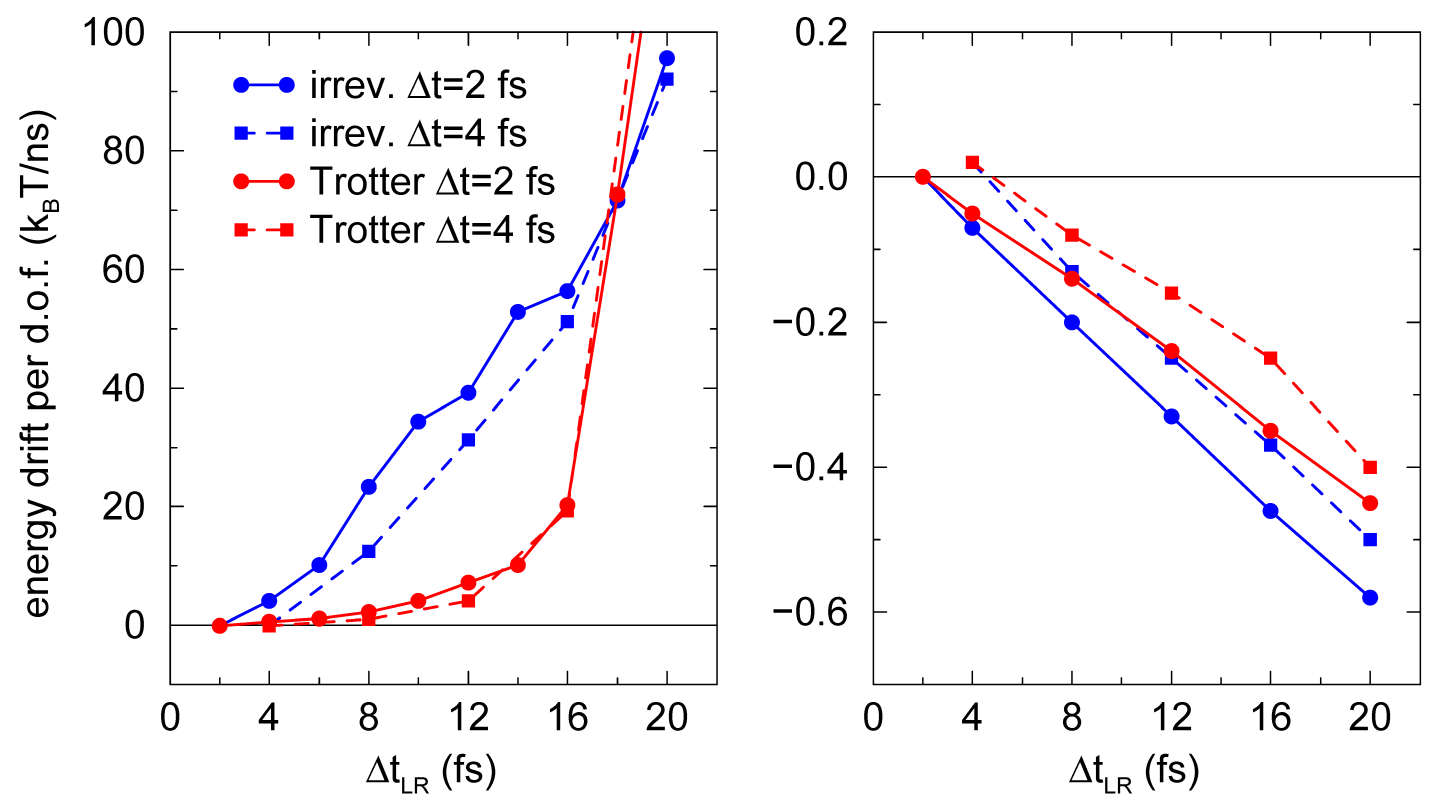 energy drift per d.o.f. (kBT/ns)
100
80
60
40
20
0
irrev. Δt=2 fs
irrev. Δt=4 fs
Trotter Δt=2 fs
Trotter Δt=4 fs
0 4 8 12 16 20
ΔtLR (fs)
0.2
0.0
−0.2
−0.4
−0.6
0 4 8 12 16 20
ΔtLR (fs)